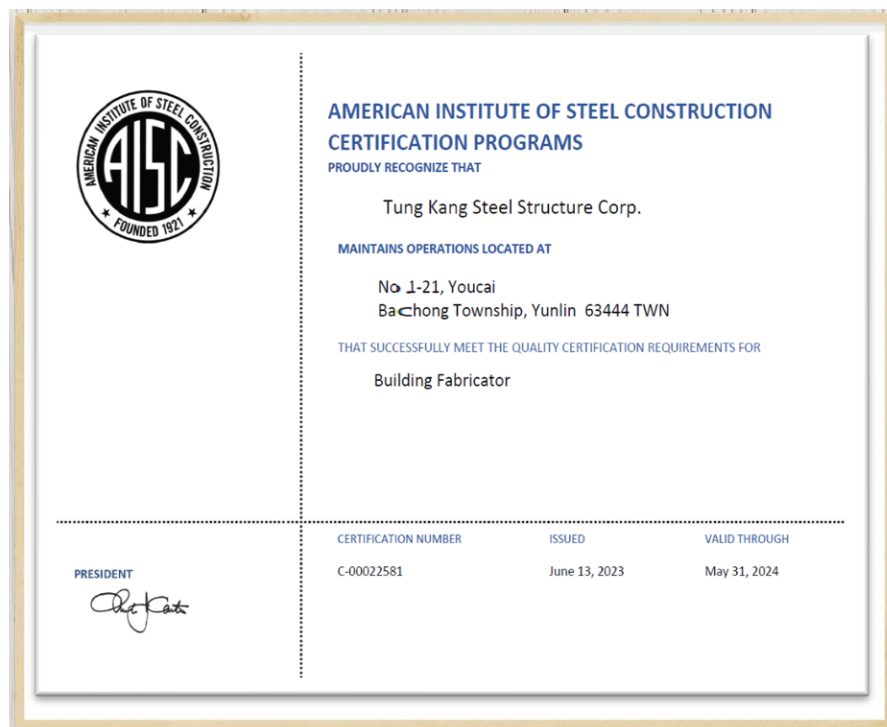 AMERICAN INSTITUTE OF STEEL CONSTRUCTION
AISC
★ FOUNDED 1921 ★
AMERICAN INSTITUTE OF STEEL CONSTRUCTION
CERTIFICATION PROGRAMS
PROUDLY RECOGNIZE THAT
Tung Kang Steel Structure Corp.
MAINTAINS OPERATIONS LOCATED AT
No 1-21, Youcai
Township, Yunlin 63444 TWN
THAT SUCCESSFULLY MEET THE QUALITY CERTIFICATION REQUIREMENTS FOR
Building Fabricator
CERTIFICATION NUMBER ISSUED VALID THROUGH
C-00022581 June 13, 2023 May 31, 2024
PRESIDENT